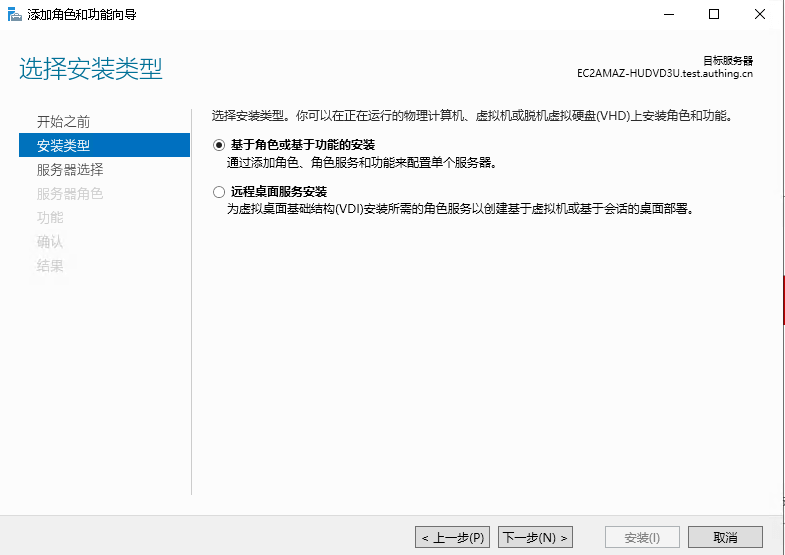 添加角色和功能向导
选择安装类型
目标服务器
EC2AMAZ-HUDVD3U.test.authing.cn
开始之前
安装类型
服务器选择
服务器角色
功能
确认
结果
选择安装类型。你可以在正在运行的物理计算机、虚拟机或脱机虚拟硬盘(VHD)上安装角色和功能。
基于角色或基于功能的安装
通过添加角色、角色服务和功能来配置单个服务器。
远程桌面服务安装
为虚拟桌面基础结构(VDI)安装所需的角色服务以创建基于虚拟机或基于会话的桌面部署。
< 上一步(P) 下一步(N) > 安装(I) 取消